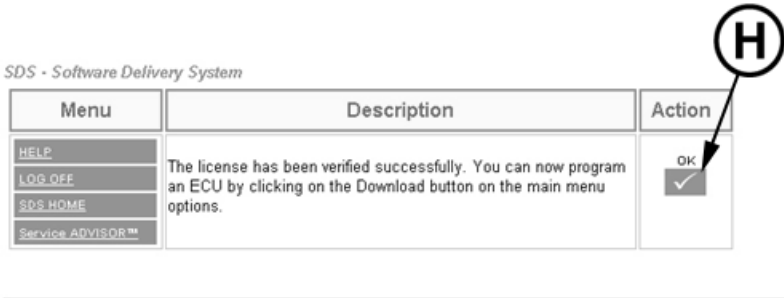 H
SDS - Software Delivery System
Menu
Description
Action
HELP
LOG OFF
SDS HOME
Service ADVISOR™
The license has been verified successfully. You can now program
an ECU by clicking on the Download button on the main menu
options.
OK